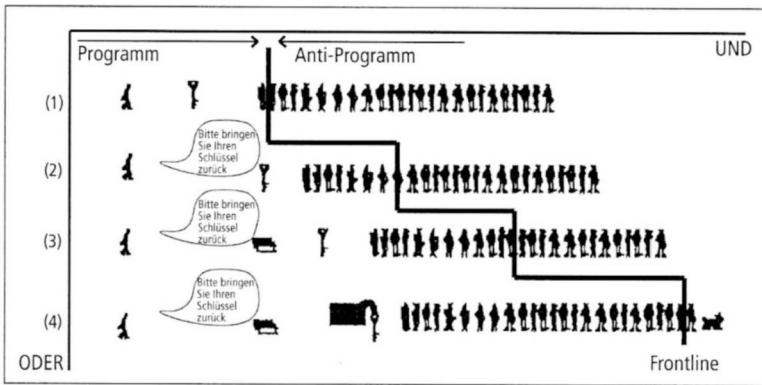 Programm
Anti-Programm
UND
(1)
(2)
Bitte bringen
Sie Ihren
Schlüssel
zurück
(3)
Bitte bringen
Sie Ihren
Schlüssel
zurück
(4)
Bitte bringen
Sie Ihren
Schlüssel
zurück
ODER
Frontline